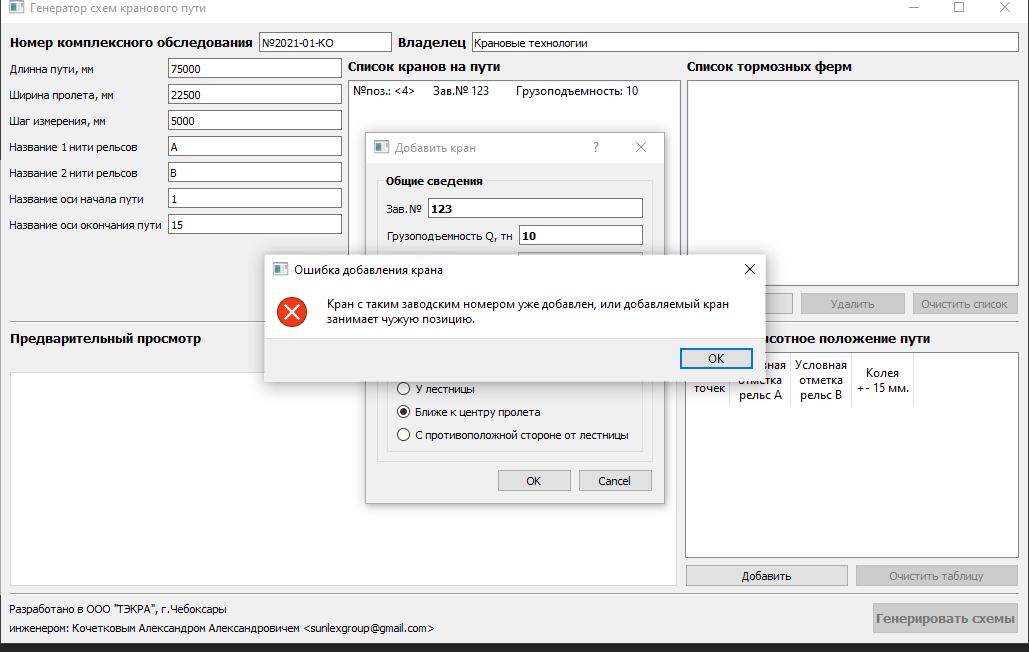 Генератор схем кранового пути
Номер комплексного обследования №2021-01-КО Владелец Крановые технологии
Длинна пути, мм 75000
Ширина пролета, мм 22500
Шаг измерения, мм 5000
Название 1 нити рельсов A
Название 2 нити рельсов B
Название оси начала пути 1
Название оси окончания пути 15
Список кранов на пути
№поз.: <4> Зав.№ 123 Грузоподъемность: 10
Список тормозных ферм
Удалить Очистить список
Добавить кран ?
Общие сведения
Зав.№ 123
Грузоподъемность Q, тн 10
Ошибка добавления крана
Кран с таким заводским номером уже добавлен, или добавляемый кран
занимает чужую позицию.
OK
У лестницы
Ближе к центру пролета
С противоположной стороне от лестницы
OK Cancel
Предварительный просмотр
положение пути
точек
отметка
рельс A
Условная
отметка
рельс B
Колея
+- 15 мм.
Добавить Очистить таблицу
Разработано в ООО "ТЭКРА", г.Чебоксары
инженером: Кочетковым Александром Александровичем <sunlexgroup@gmail.com>
Генерировать схемы